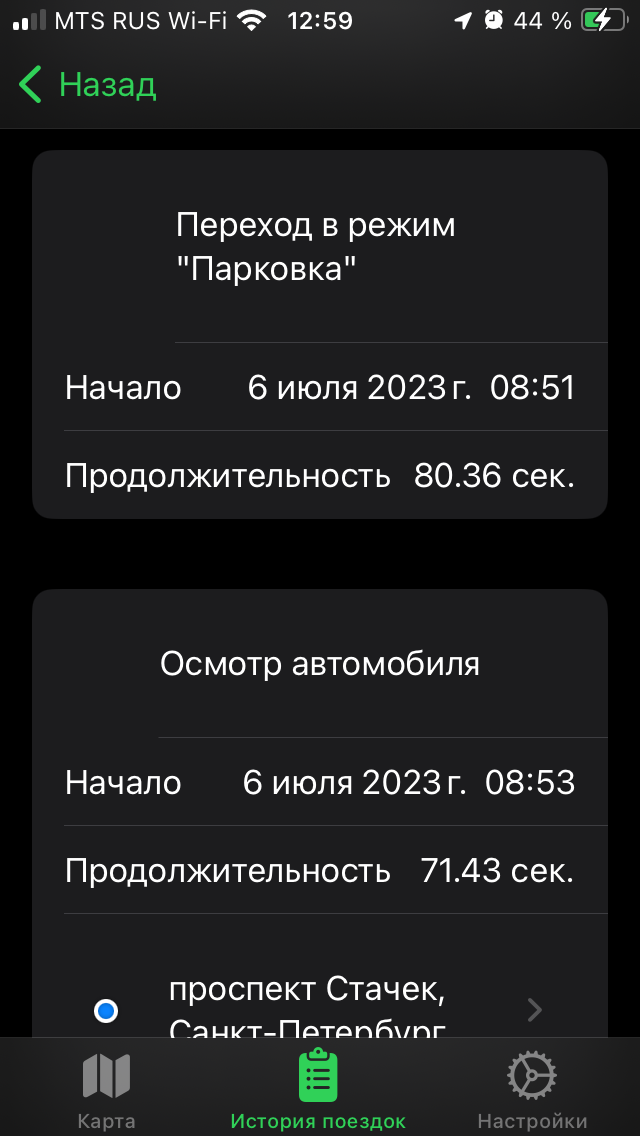 MTS RUS Wi-Fi 12:59 44 %
Назад
Переход в режим
"Парковка"
Начало 6 июля 2023 г. 08:51
Продолжительность 80.36 сек.
Осмотр автомобиля
Начало 6 июля 2023 г. 08:53
Продолжительность 71.43 сек.
проспект Стачек,
Санкт-Петербург
Карта История поездок Настройки